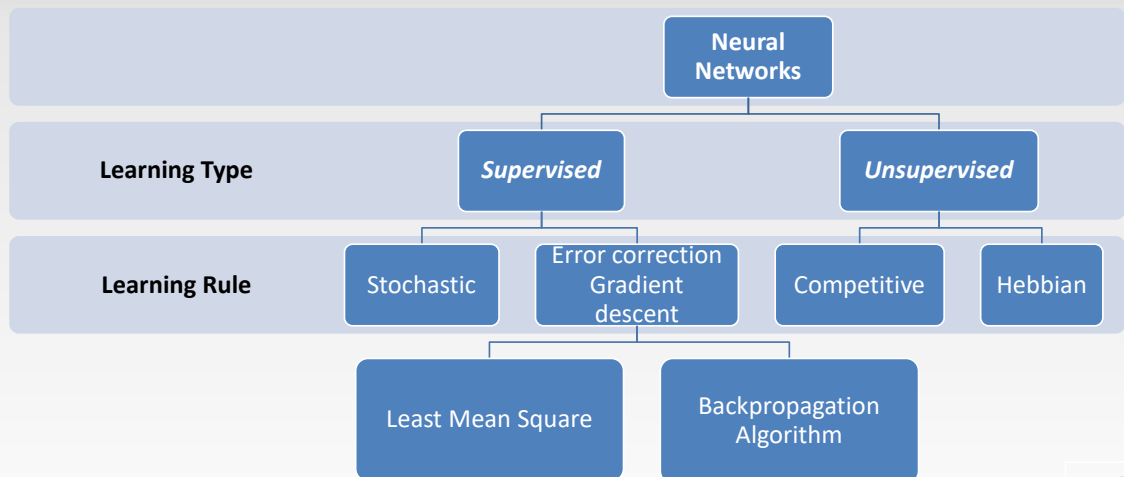 Neural
Networks
Learning Type
Supervised
Unsupervised
Learning Rule
Stochastic
Error correction
Gradient
descent
Competitive
Hebbian
Least Mean Square
Backpropagation
Algorithm